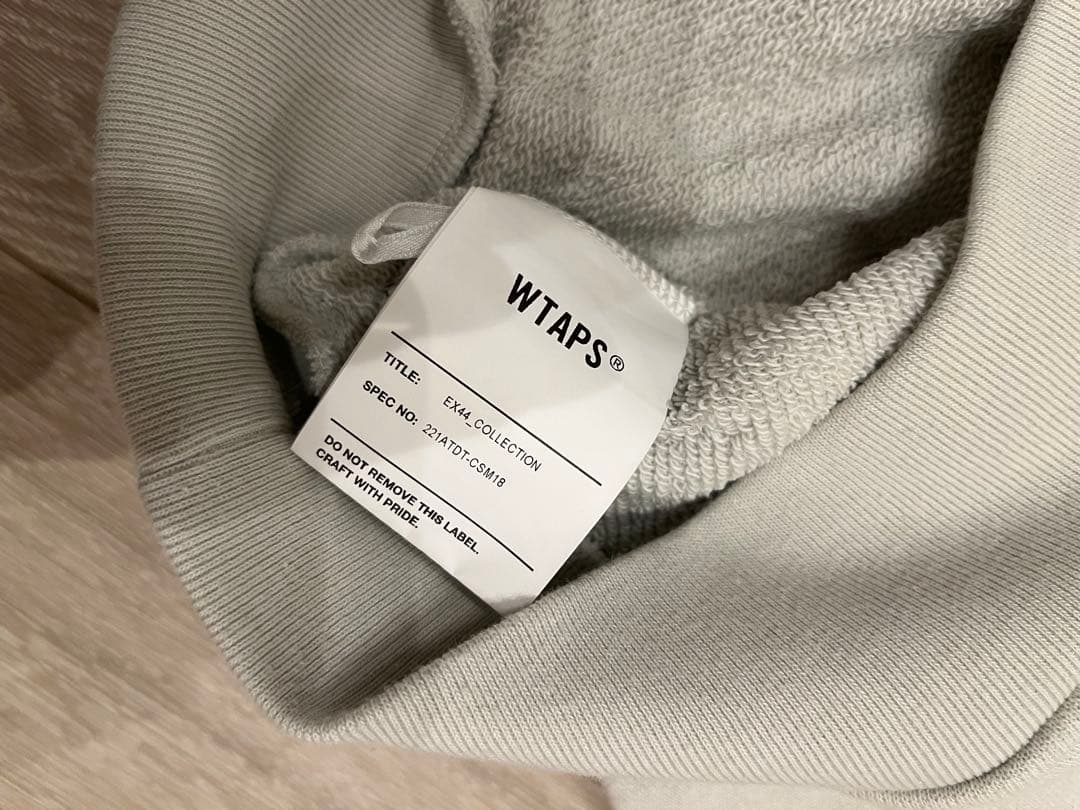 WTAPS®
TITLE: EX44_COLLECTION
SPEC NO: 221ATDT-CSM18
DO NOT REMOVE THIS LABEL.
CRAFT WITH PRIDE.